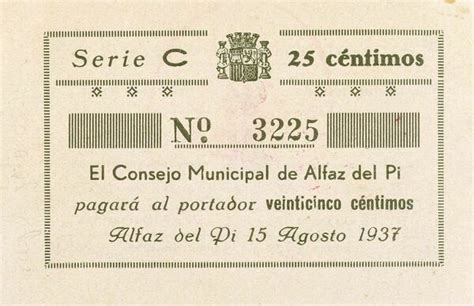 Serie C 25 céntimos
Nº 3225
El Consejo Municipal de Alfaz del Pi
pagará al portador veinticinco céntimos
Alfaz del Pi 15 Agosto 1937